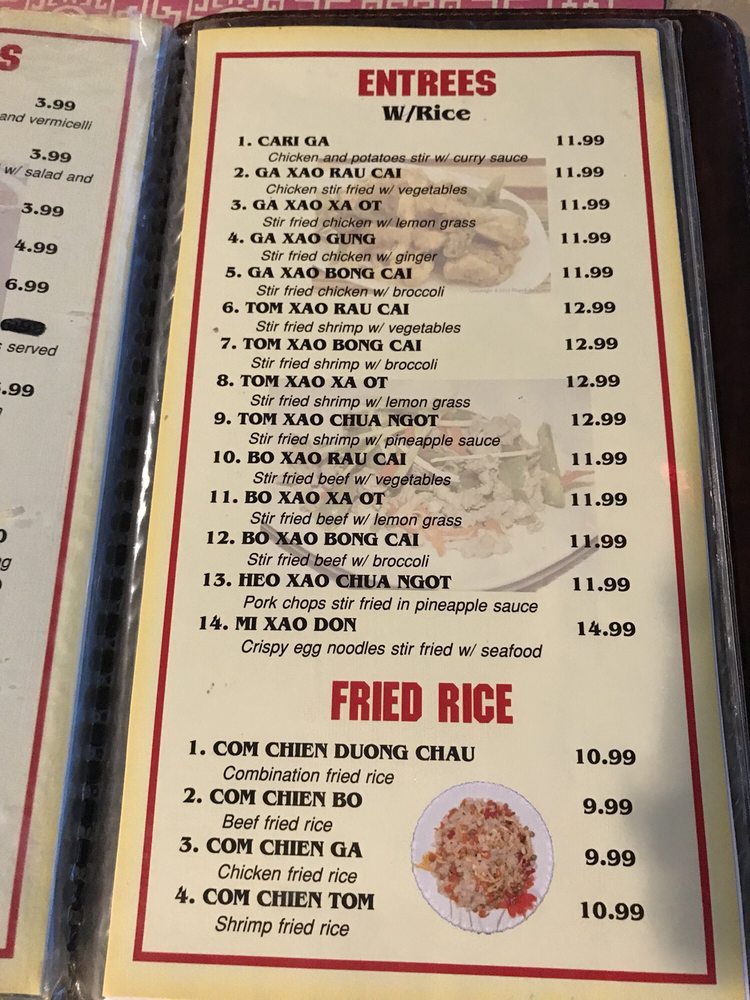 S
3.99
and vermicelli
3.99
w/ salad and
3.99
4.99
6.99
served
.99
ENTREES
W/Rice
1. CARI GA 11.99
Chicken and potatoes stir w/ curry sauce
2. GA XAO RAU CAI 11.99
Chicken stir fried w/ vegetables
3. GA XAO XA OT 11.99
Stir fried chicken w/ lemon grass
4. GA XAO GUNG 11.99
Stir fried chicken w/ ginger
5. GA XAO BONG CAI 11.99
Stir fried chicken w/ broccoli
6. TOM XAO RAU CAI 12.99
Stir fried shrimp w/ vegetables
7. TOM XAO BONG CAI 12.99
Stir fried shrimp w/ broccoli
8. TOM XAO XA OT 12.99
Stir fried shrimp w/ lemon grass
9. TOM XAO CHUA NGOT 12.99
Stir fried shrimp w/ pineapple sauce
10. BO XAO RAU CAI 11.99
Stir fried beef w/ vegetables
11. BO XAO XA OT 11.99
Stir fried beef w/ lemon grass
12. BO XAO BONG CAI 11.99
Stir fried beef w/ broccoli
13. HEO XAO CHUA NGOT 11.99
Pork chops stir fried in pineapple sauce
14. MI XAO DON 14.99
Crispy egg noodles stir fried w/ seafood
FRIED RICE
1. COM CHIEN DUONG CHAU 10.99
Combination fried rice
2. COM CHIEN BO 9.99
Beef fried rice
3. COM CHIEN GA 9.99
Chicken fried rice
4. COM CHIEN TOM 10.99
Shrimp fried rice